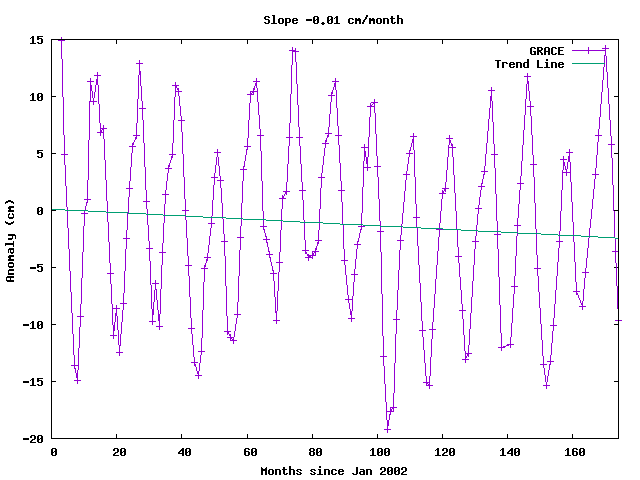 Slope -0.01 cm/month
GRACE
Trend Line
Anomaly (cm)
15
10
5
0
-5
-10
-15
-20
0 20 40 60 80 100 120 140 160
Months since Jan 2002